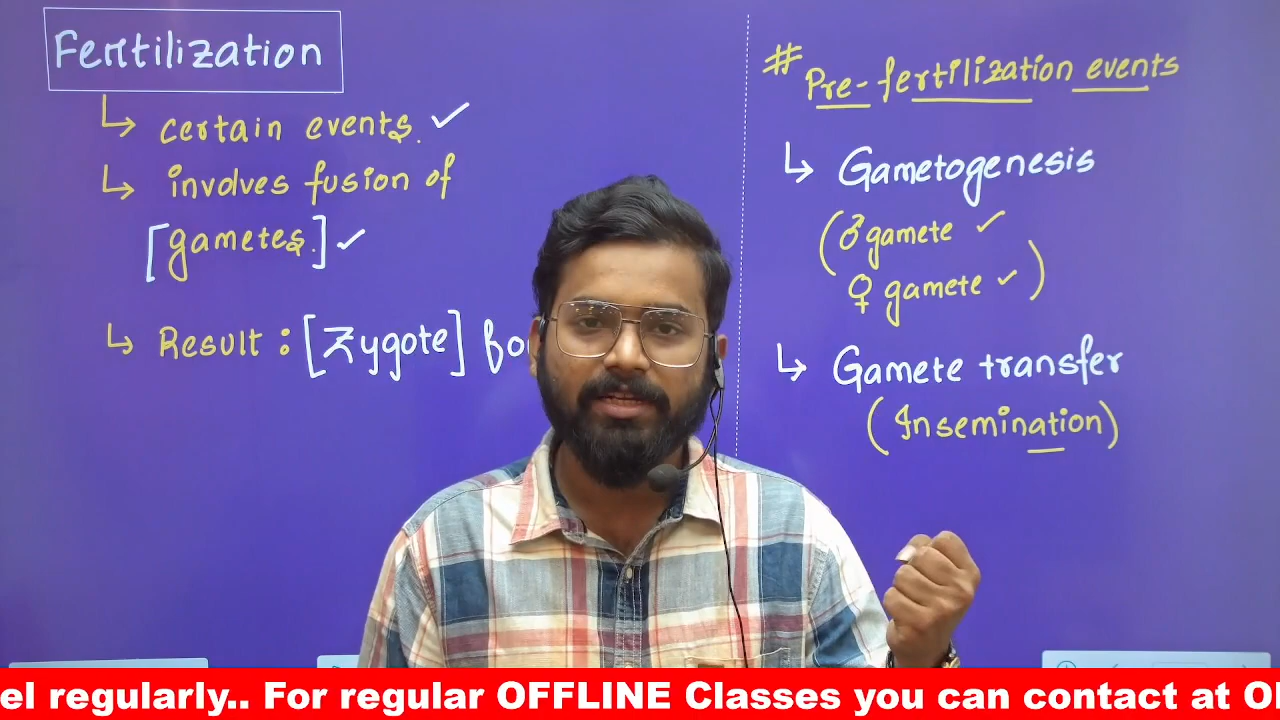 Fertilization
↳ certain events. ✓
↳ involves fusion of
[gametes.] ✓
↳ Result : [Zygote]
# Pre-fertilization events
↳ Gametogenesis
(♂ gamete ✓
♀ gamete ✓)
↳ Gamete transfer
(Insemination)
regularly.. For regular OFFLINE Classes you can contact at